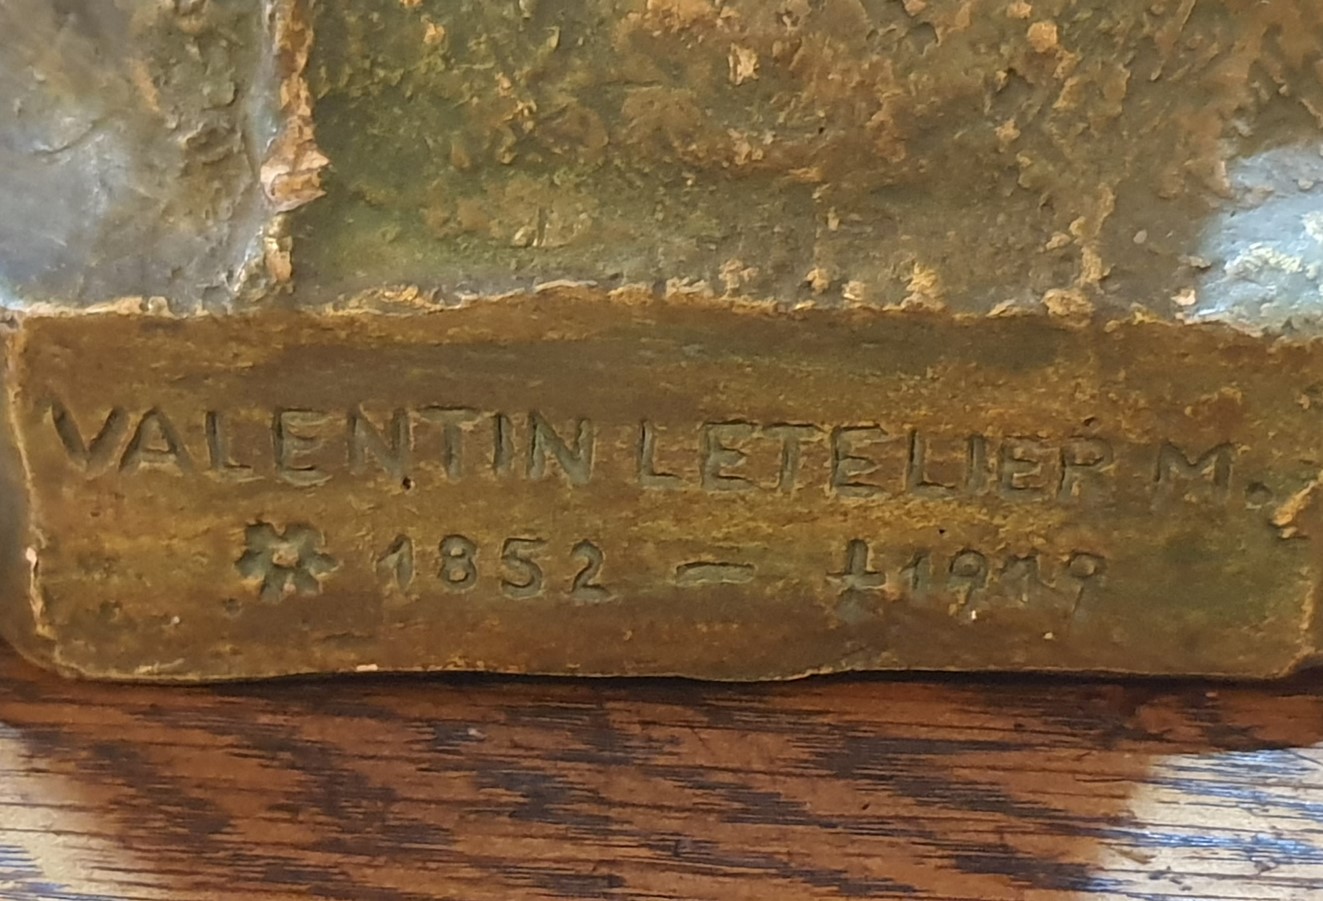 VALENTIN LETELIER M.
* 1852 — †1919